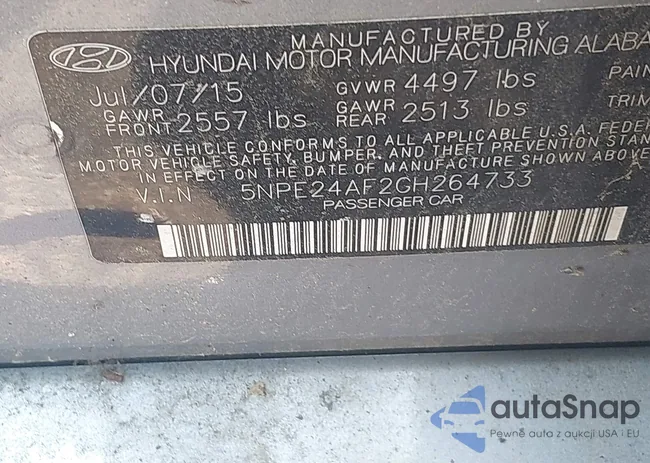 MANUFACTURED BY
HYUNDAI MOTOR MANUFACTURING ALABA
Jul/07/15 GVWR 4497 lbs PAIN
GAWR FRONT 2557 lbs GAWR REAR 2513 lbs TRIM
THIS VEHICLE CONFORMS TO ALL APPLICABLE U.S.A. FEDER
MOTOR VEHICLE SAFETY, BUMPER, AND THEFT PREVENTION STAN
IN EFFECT ON THE DATE OF MANUFACTURE SHOWN ABOVE
V.I.N 5NPE24AF2GH264733
PASSENGER CAR
autaSnap
Pewne auta z aukcji USA i EU